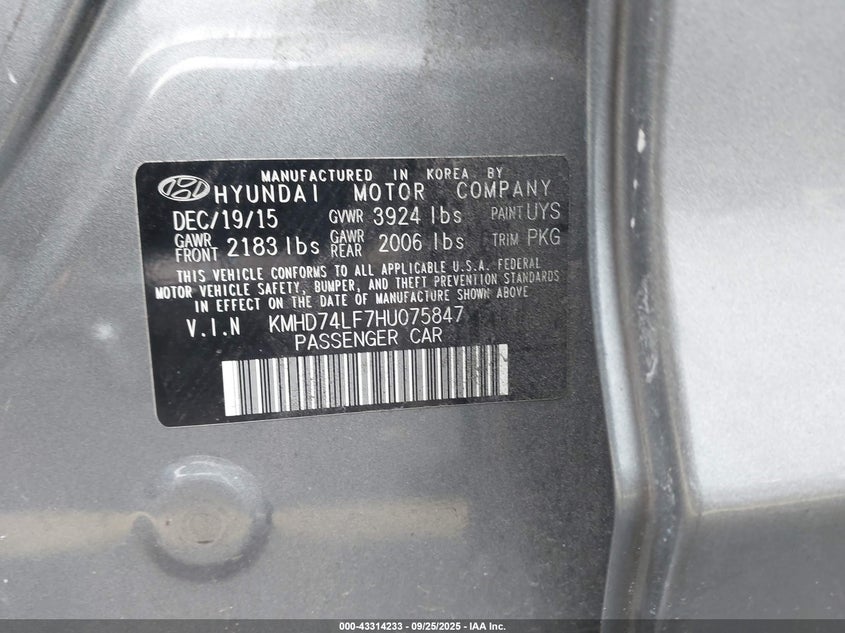 MANUFACTURED IN KOREA BY
HYUNDAI MOTOR COMPANY
DEC/19/15 GVWR 3924 lbs PAINT UYS
GAWR FRONT 2183 lbs GAWR REAR 2006 lbs TRIM PKG
THIS VEHICLE CONFORMS TO ALL APPLICABLE U.S.A. FEDERAL
MOTOR VEHICLE SAFETY, BUMPER, AND THEFT PREVENTION STANDARDS
IN EFFECT ON THE DATE OF MANUFACTURE SHOWN ABOVE
V.I.N KMHD74LF7HU075847
PASSENGER CAR
000-43314233 - 09/25/2025 - IAA Inc.